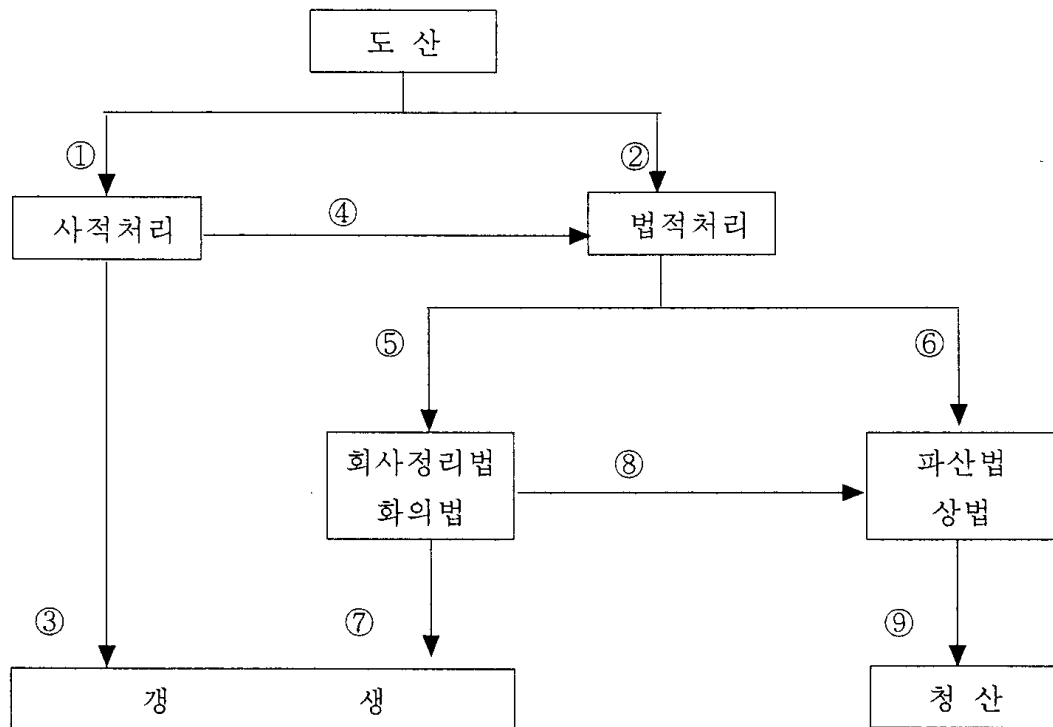 도 산
① ②
사적처리 ④ 법적처리
⑤ ⑥
회사정리법 ⑧ 파산법
화의법 상법
③ ⑦ ⑨
갱 생 청 산